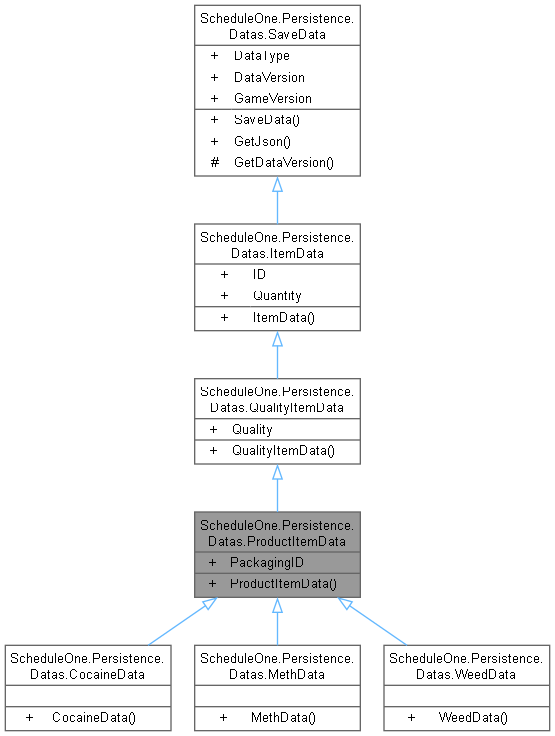 ScheduleOne.Persistence.
Datas.SaveData
+ DataType
+ DataVersion
+ GameVersion
+ SaveData()
+ GetJson()
# GetDataVersion()
ScheduleOne.Persistence.
Datas.ItemData
+ ID
+ Quantity
+ ItemData()
ScheduleOne.Persistence.
Datas.QualityItemData
+ Quality
+ QualityItemData()
ScheduleOne.Persistence.
Datas.ProductItemData
+ PackagingID
+ ProductItemData()
ScheduleOne.Persistence.
Datas.CocaineData
+ CocaineData()
ScheduleOne.Persistence.
Datas.MethData
+ MethData()
ScheduleOne.Persistence.
Datas.WeedData
+ WeedData()